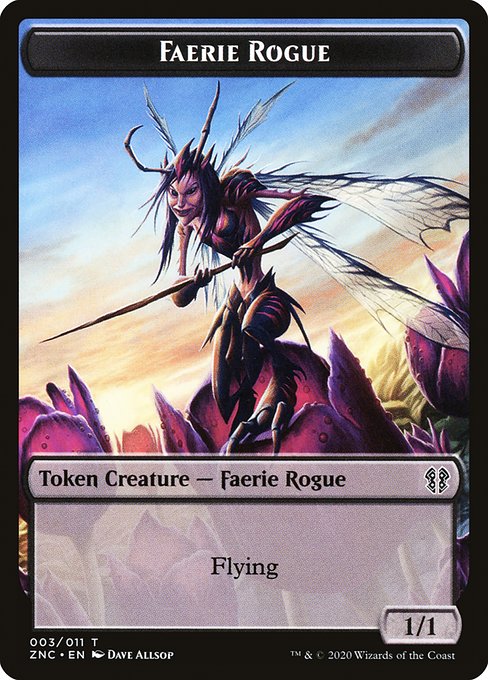 FAERIE ROGUE
Token Creature — Faerie Rogue
Flying
1/1
003/011 T
ZNC • EN Dave Allsop
™ & © 2020 Wizards of the Coast